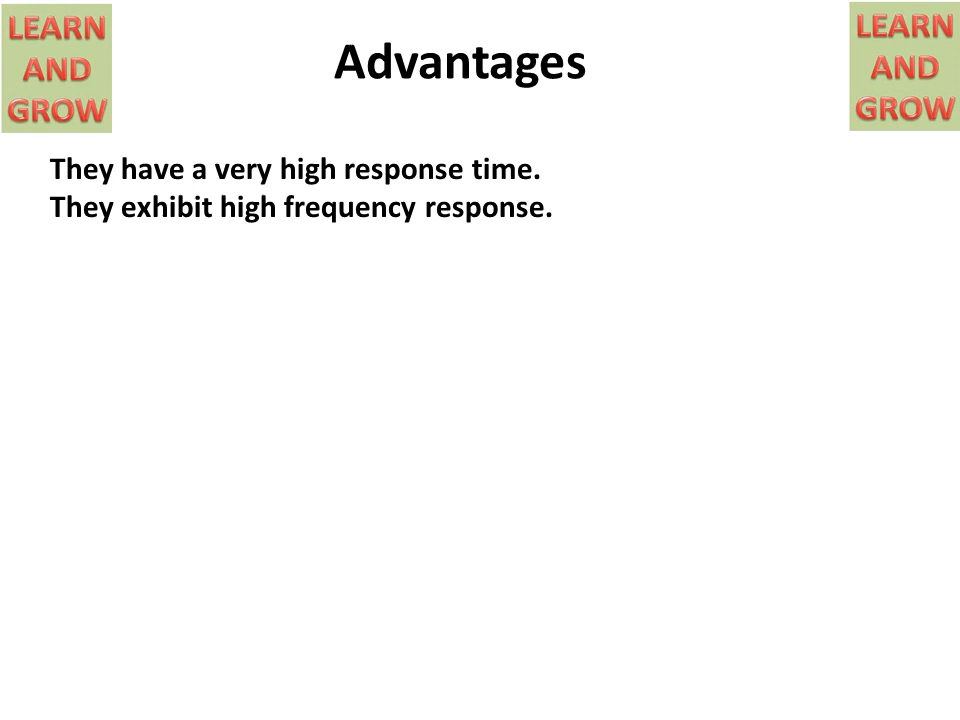 LEARN
AND
GROW
Advantages
LEARN
AND
GROW
They have a very high response time.
They exhibit high frequency response.